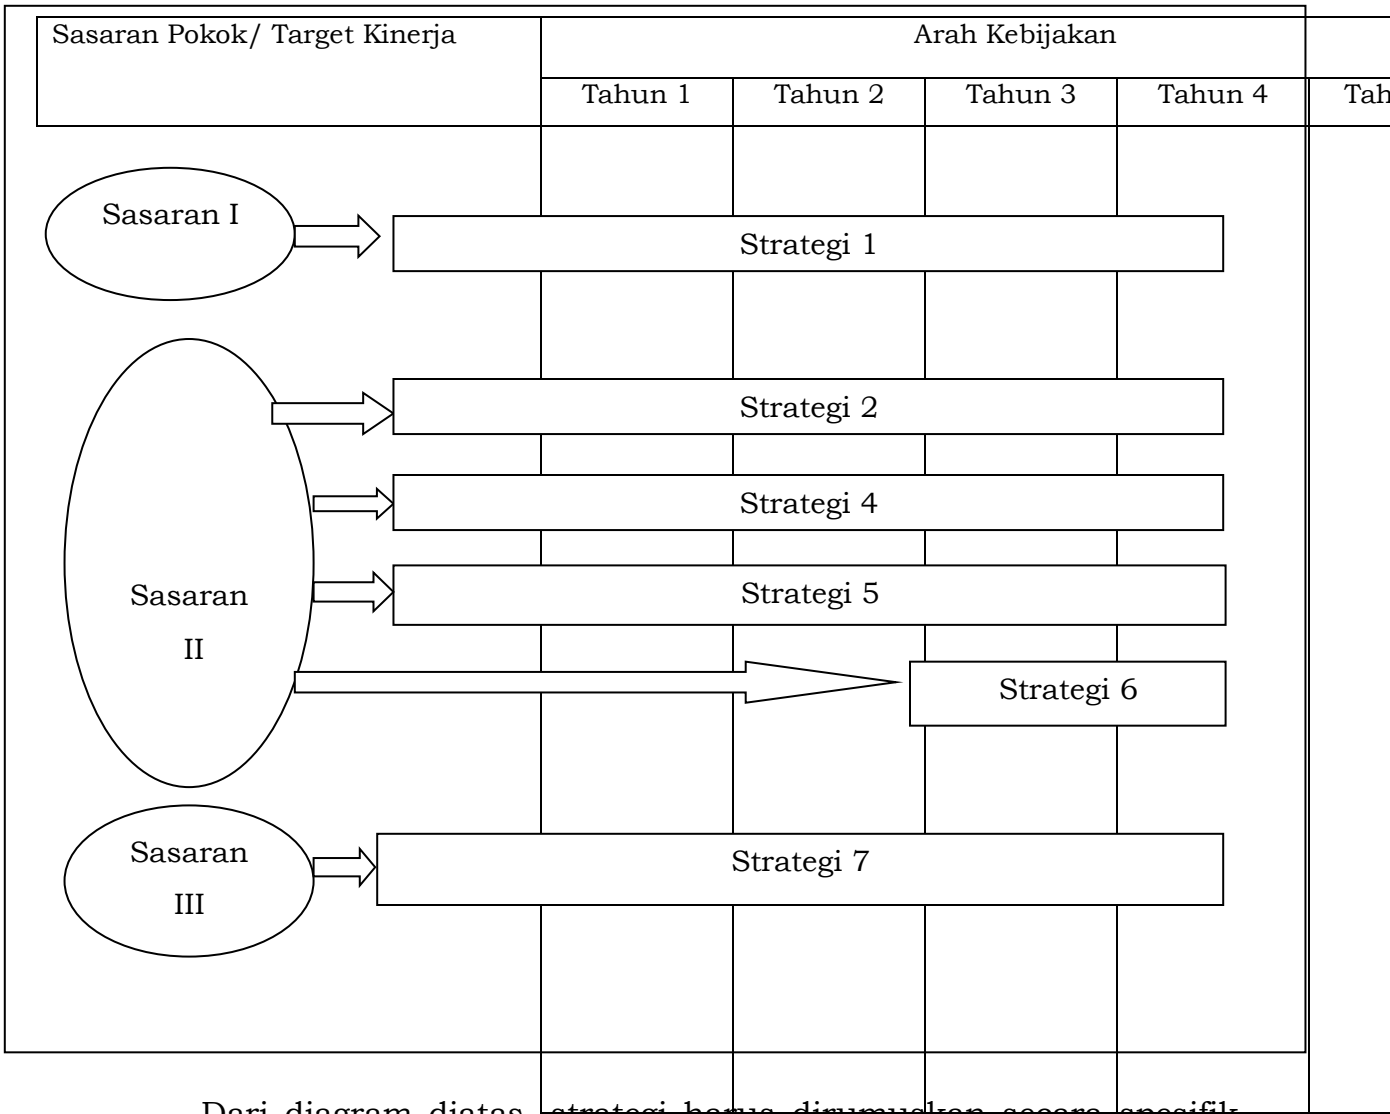 Sasaran Pokok/ Target Kinerja
Arah Kebijakan
Tahun 1
Tahun 2
Tahun 3
Tahun 4
Tah
Sasaran I
Strategi 1
Strategi 2
Strategi 4
Strategi 5
Sasaran
II
Strategi 6
Sasaran
III
Strategi 7
Dari diagram diatas, strategi harus dirumuskan secara spesifik